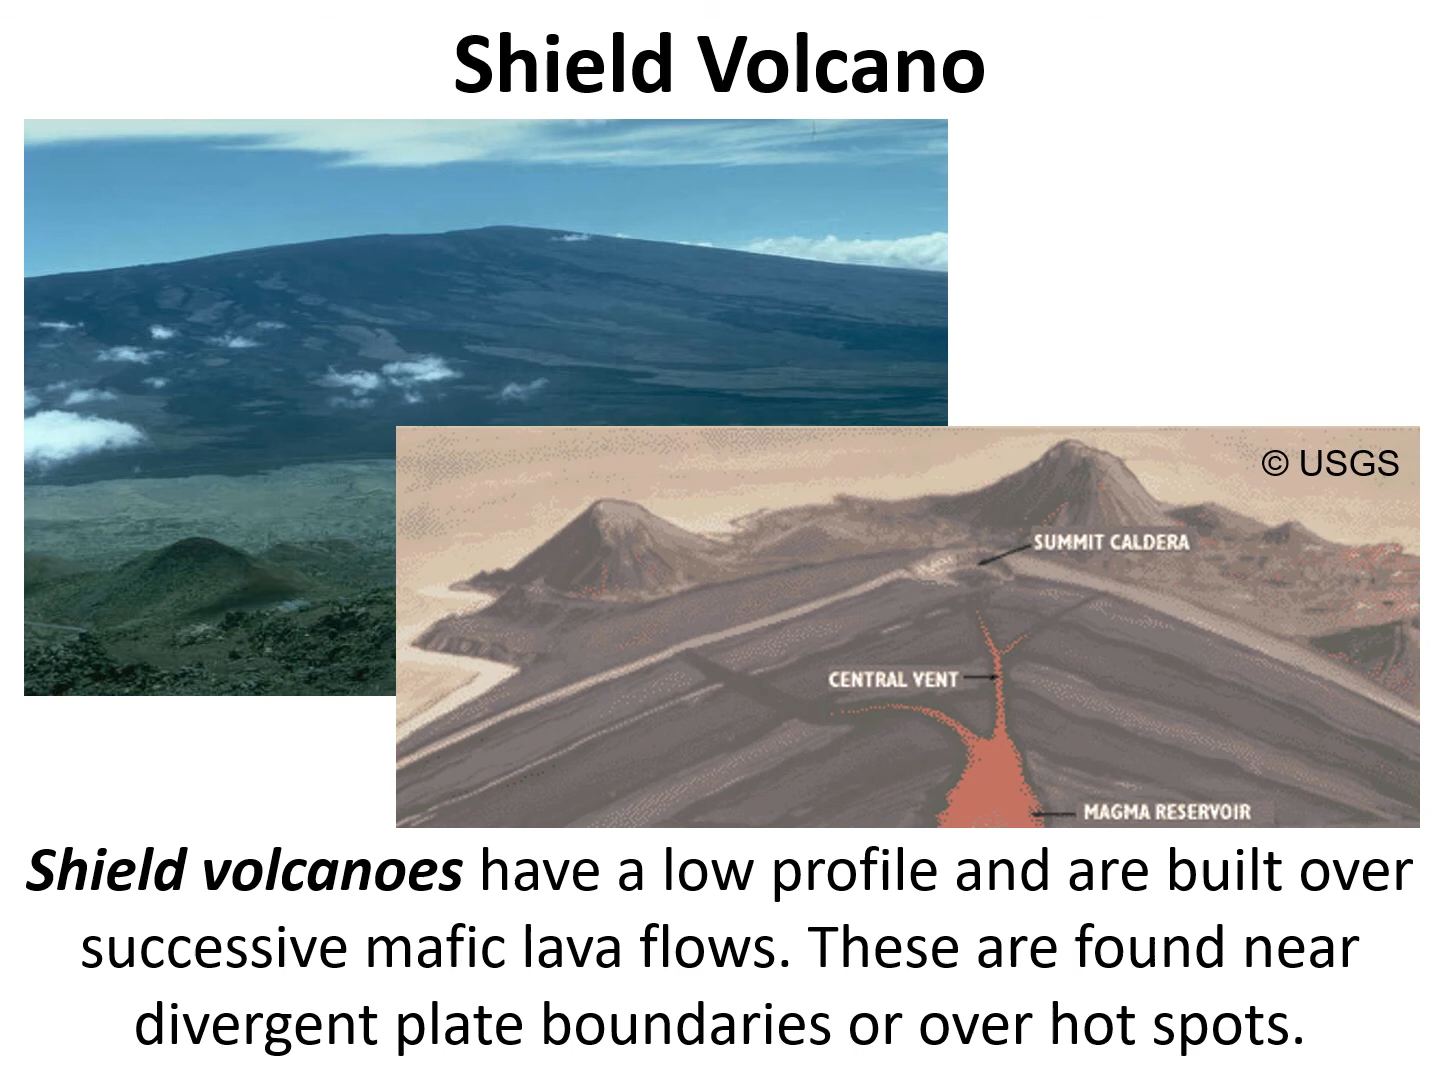 Shield Volcano
© USGS
SUMMIT CALDERA
CENTRAL VENT
MAGMA RESERVOIR
Shield volcanoes have a low profile and are built over
successive mafic lava flows. These are found near
divergent plate boundaries or over hot spots.